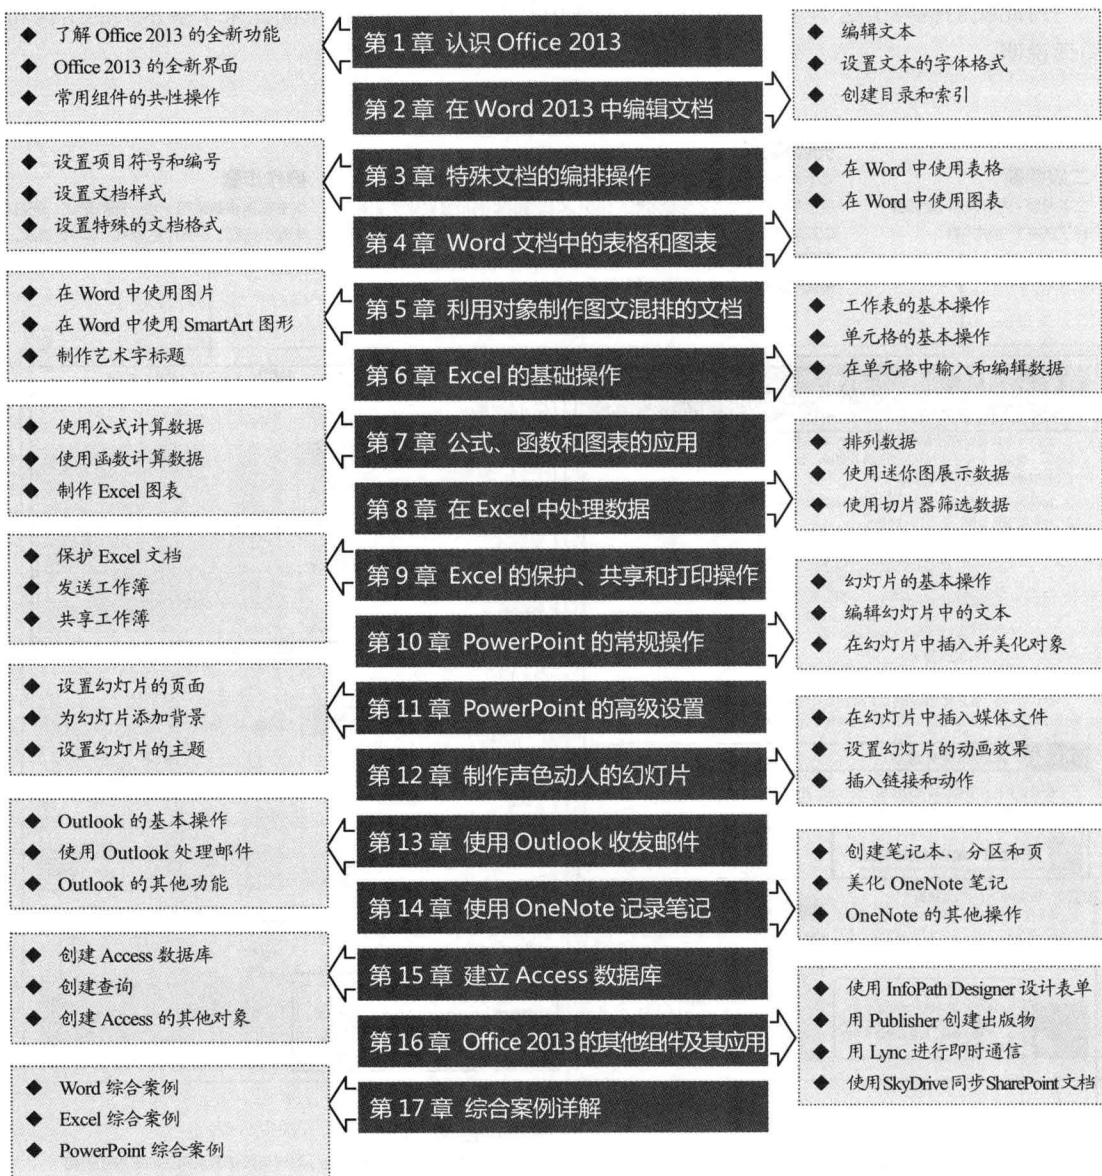 第 1 章 认识 Office 2013
◆ 了解 Office 2013 的全新功能
◆ Office 2013 的全新界面
◆ 常用组件的共性操作
第 2 章 在 Word 2013 中编辑文档
◆ 编辑文本
◆ 设置文本的字体格式
◆ 创建目录和索引
第 3 章 特殊文档的编排操作
◆ 设置项目符号和编号
◆ 设置文档样式
◆ 设置特殊的文档格式
第 4 章 Word 文档中的表格和图表
◆ 在 Word 中使用表格
◆ 在 Word 中使用图表
第 5 章 利用对象制作图文混排的文档
◆ 在 Word 中使用图片
◆ 在 Word 中使用 SmartArt 图形
◆ 制作艺术字标题
第 6 章 Excel 的基础操作
◆ 工作表的基本操作
◆ 单元格的基本操作
◆ 在单元格中输入和编辑数据
第 7 章 公式、函数和图表的应用
◆ 使用公式计算数据
◆ 使用函数计算数据
◆ 制作 Excel 图表
第 8 章 在 Excel 中处理数据
◆ 排列数据
◆ 使用迷你图展示数据
◆ 使用切片器筛选数据
第 9 章 Excel 的保护、共享和打印操作
◆ 保护 Excel 文档
◆ 发送工作簿
◆ 共享工作簿
第 10 章 PowerPoint 的常规操作
◆ 幻灯片的基本操作
◆ 编辑幻灯片中的文本
◆ 在幻灯片中插入并美化对象
第 11 章 PowerPoint 的高级设置
◆ 设置幻灯片的页面
◆ 为幻灯片添加背景
◆ 设置幻灯片的主题
第 12 章 制作声色动人的幻灯片
◆ 在幻灯片中插入媒体文件
◆ 设置幻灯片的动画效果
◆ 插入链接和动作
第 13 章 使用 Outlook 收发邮件
◆ Outlook 的基本操作
◆ 使用 Outlook 处理邮件
◆ Outlook 的其他功能
第 14 章 使用 OneNote 记录笔记
◆ 创建笔记本、分区和页
◆ 美化 OneNote 笔记
◆ OneNote 的其他操作
第 15 章 建立 Access 数据库
◆ 创建 Access 数据库
◆ 创建查询
◆ 创建 Access 的其他对象
第 16 章 Office 2013 的其他组件及其应用
◆ 使用 InfoPath Designer 设计表单
◆ 用 Publisher 创建出版物
◆ 用 Lync 进行即时通信
◆ 使用SkyDrive同步SharePoint文档
第 17 章 综合案例详解
◆ Word 综合案例
◆ Excel 综合案例
◆ PowerPoint 综合案例